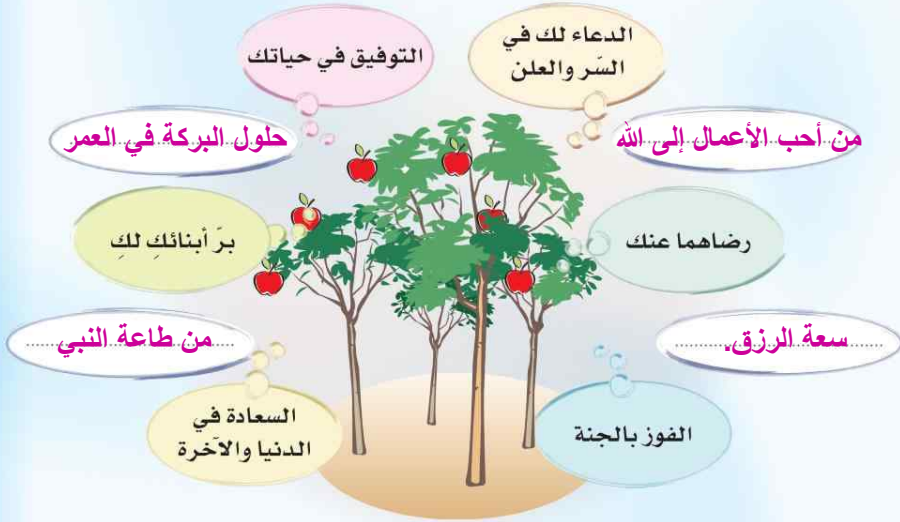 الدعاء لك في
السّر والعلن
التوفيق في حياتك
من أحب الأعمال إلى الله
حلول البركة في العمر
رضاهما عنك
برّ أبنائكِ لكِ
سعة الرزق.
من طاعة النبي
الفوز بالجنة
السعادة في
الدنيا والآخرة